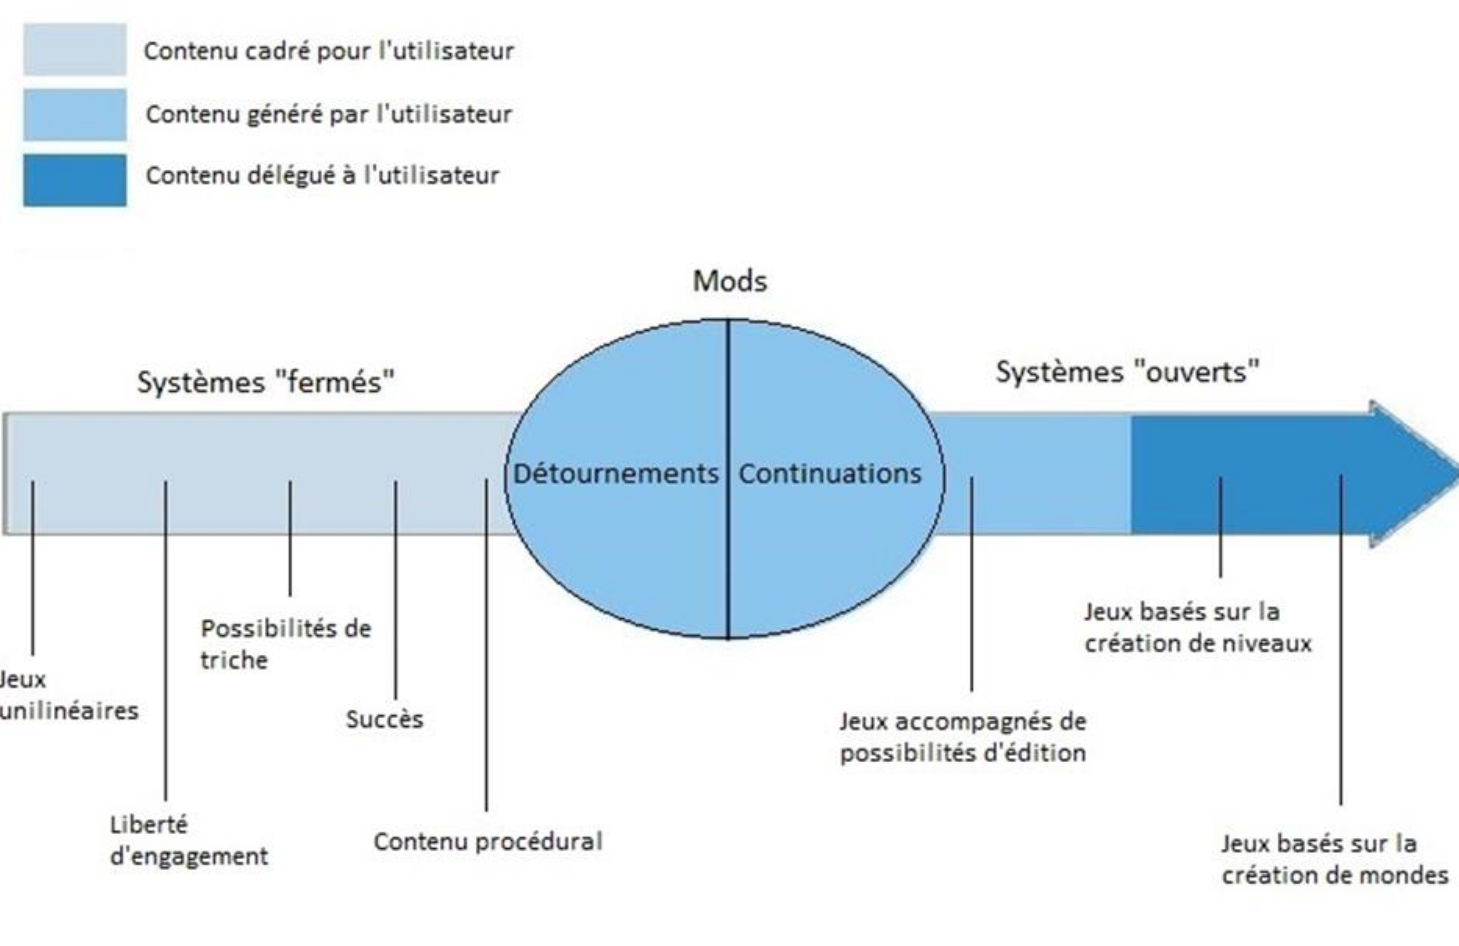 Contenu cadré pour l'utilisateur
Contenu généré par l'utilisateur
Contenu délégué à l'utilisateur
Mods
Systèmes "fermés"
Systèmes "ouverts"
Détournements
Continuations
Jeux
unilinéaires
Liberté
d'engagement
Possibilités de
triche
Succès
Contenu procédural
Jeux accompagnés de
possibilités d'édition
Jeux basés sur la
création de niveaux
Jeux basés sur la
création de mondes